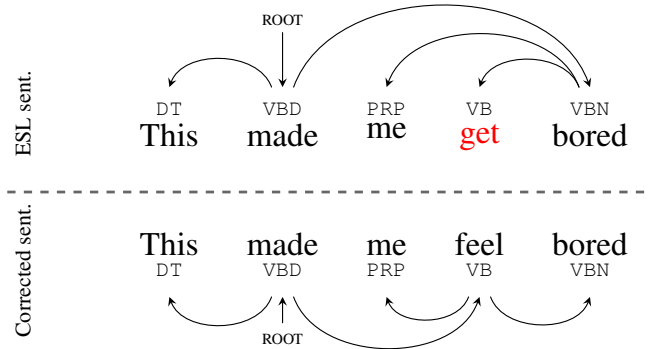 ROOT
DT VBD PRP VB VBN
This made me get bored
ESL sent.
This made me feel bored
DT VBD PRP VB VBN
ROOT
Corrected sent.